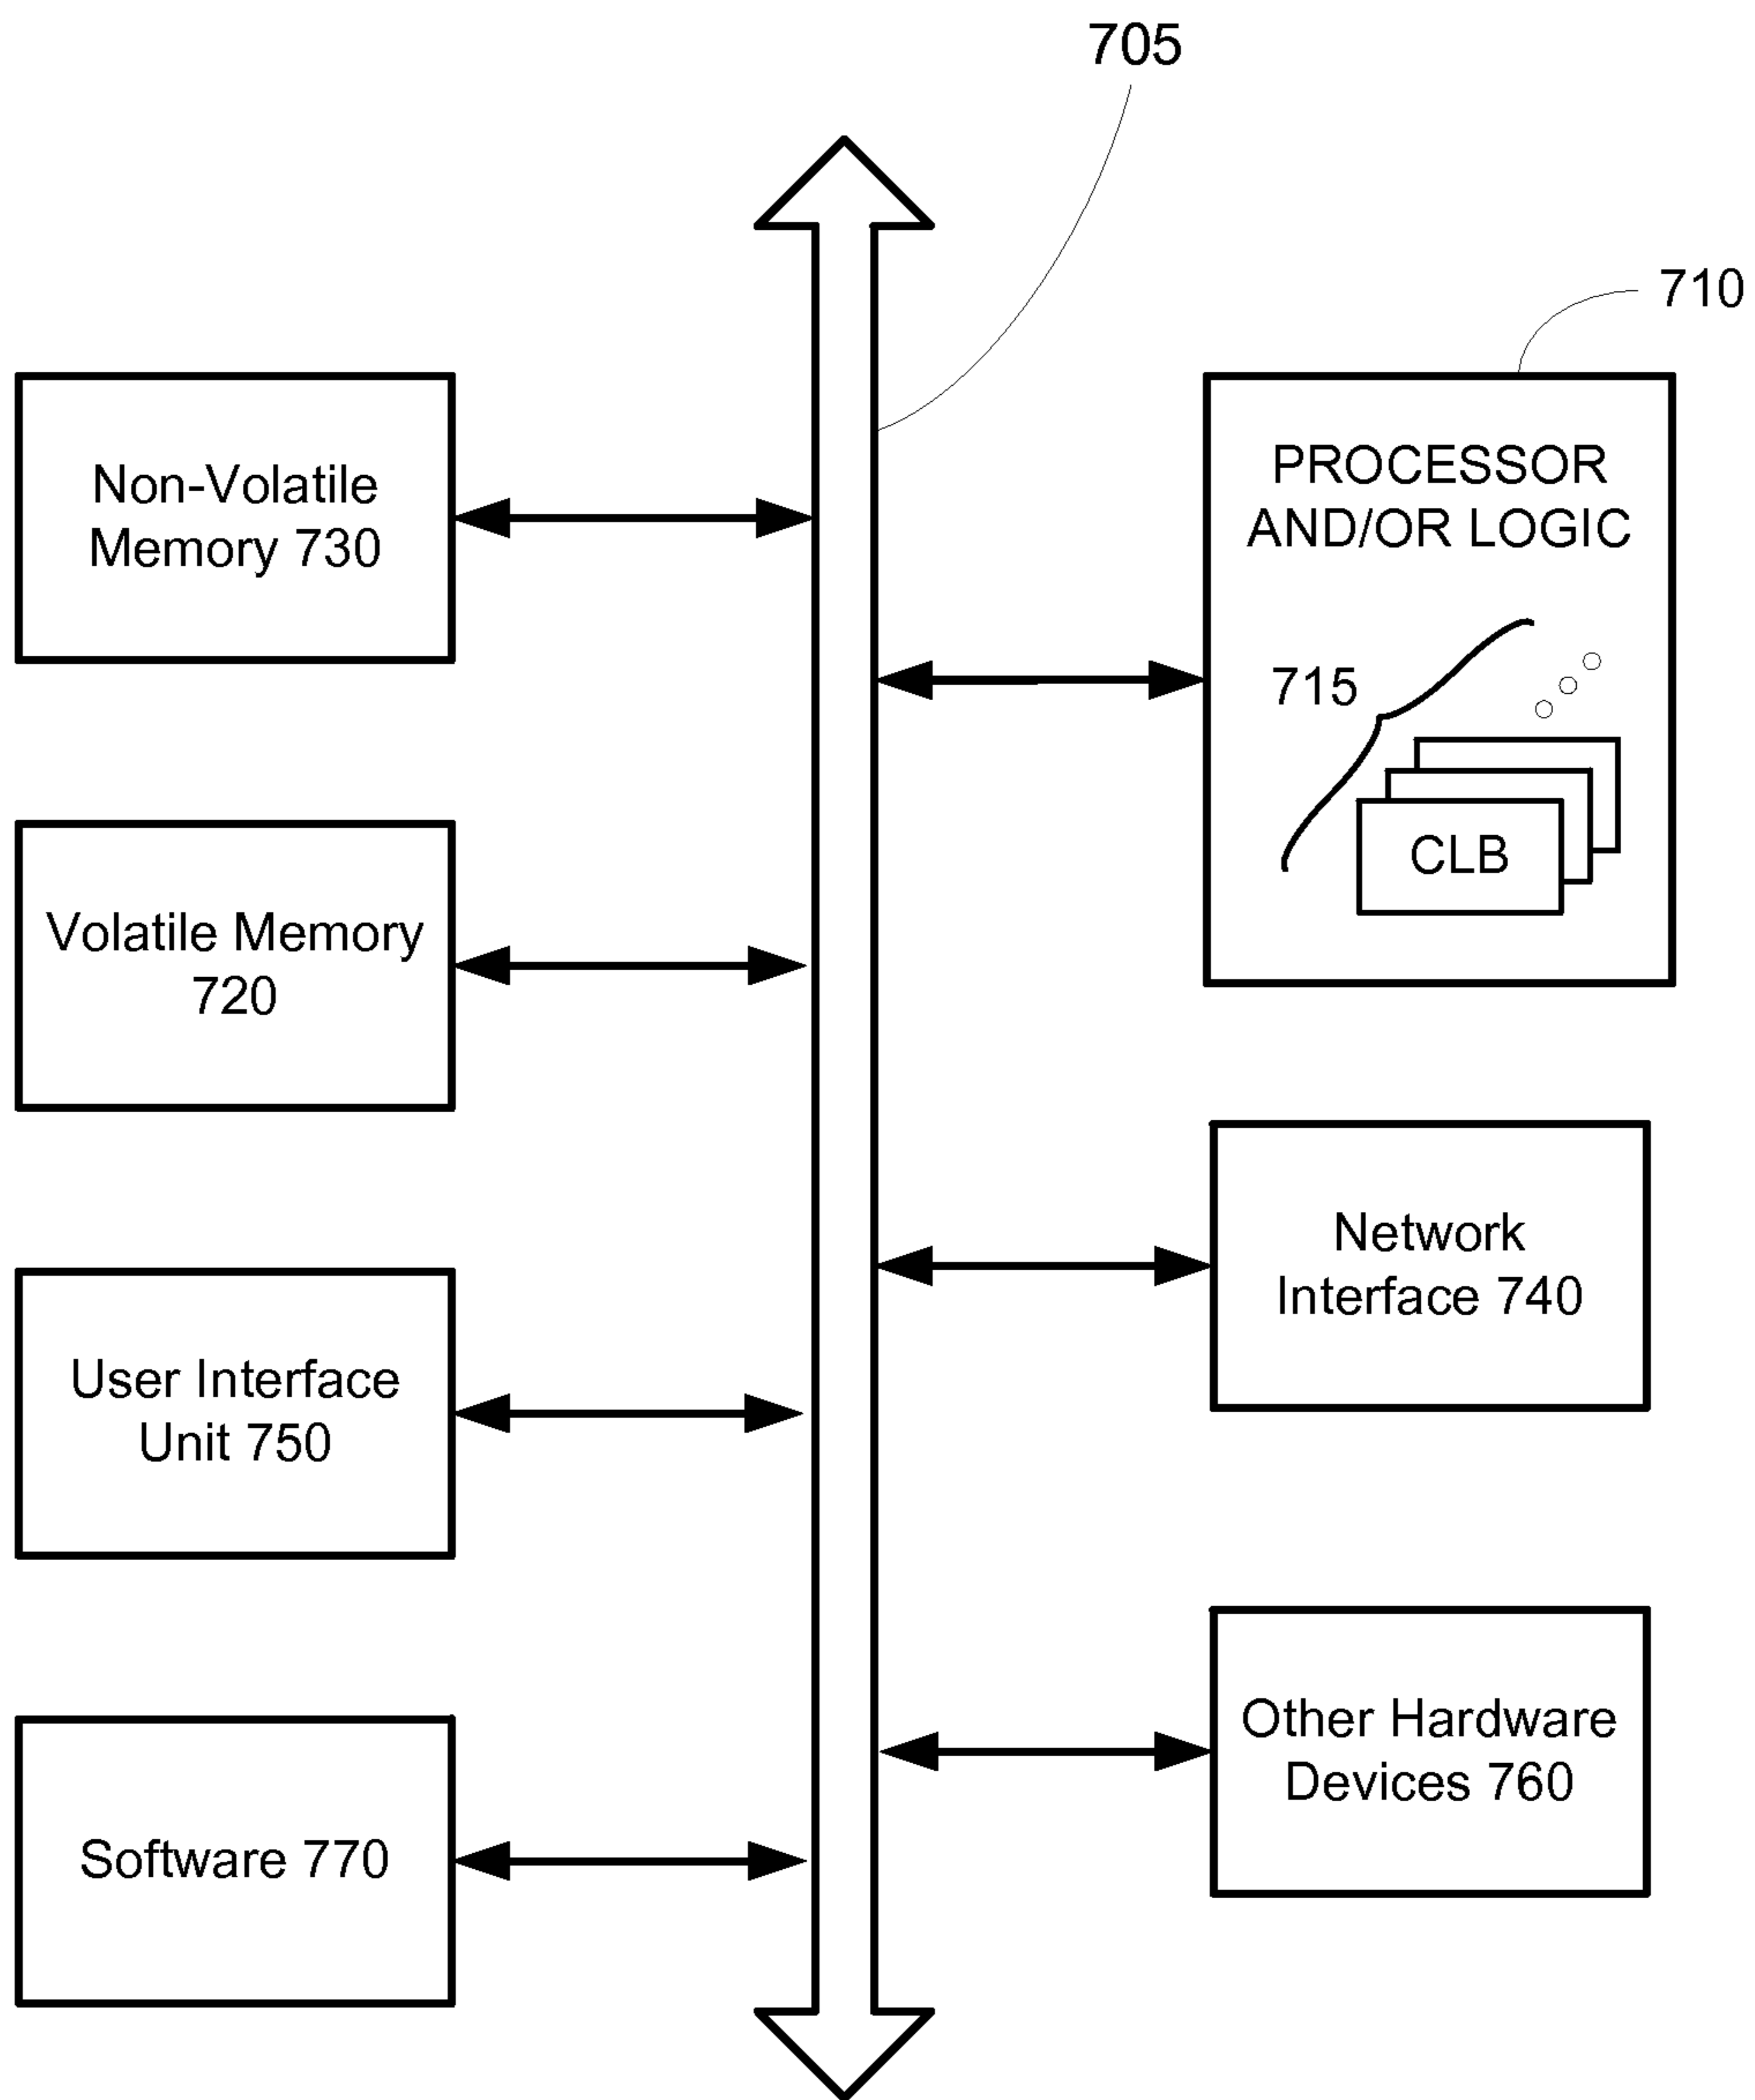 705
710
Non-Volatile
Memory 730
PROCESSOR
AND/OR LOGIC
715
CLB
Volatile Memory
720
Network
Interface 740
User Interface
Unit 750
Other Hardware
Devices 760
Software 770